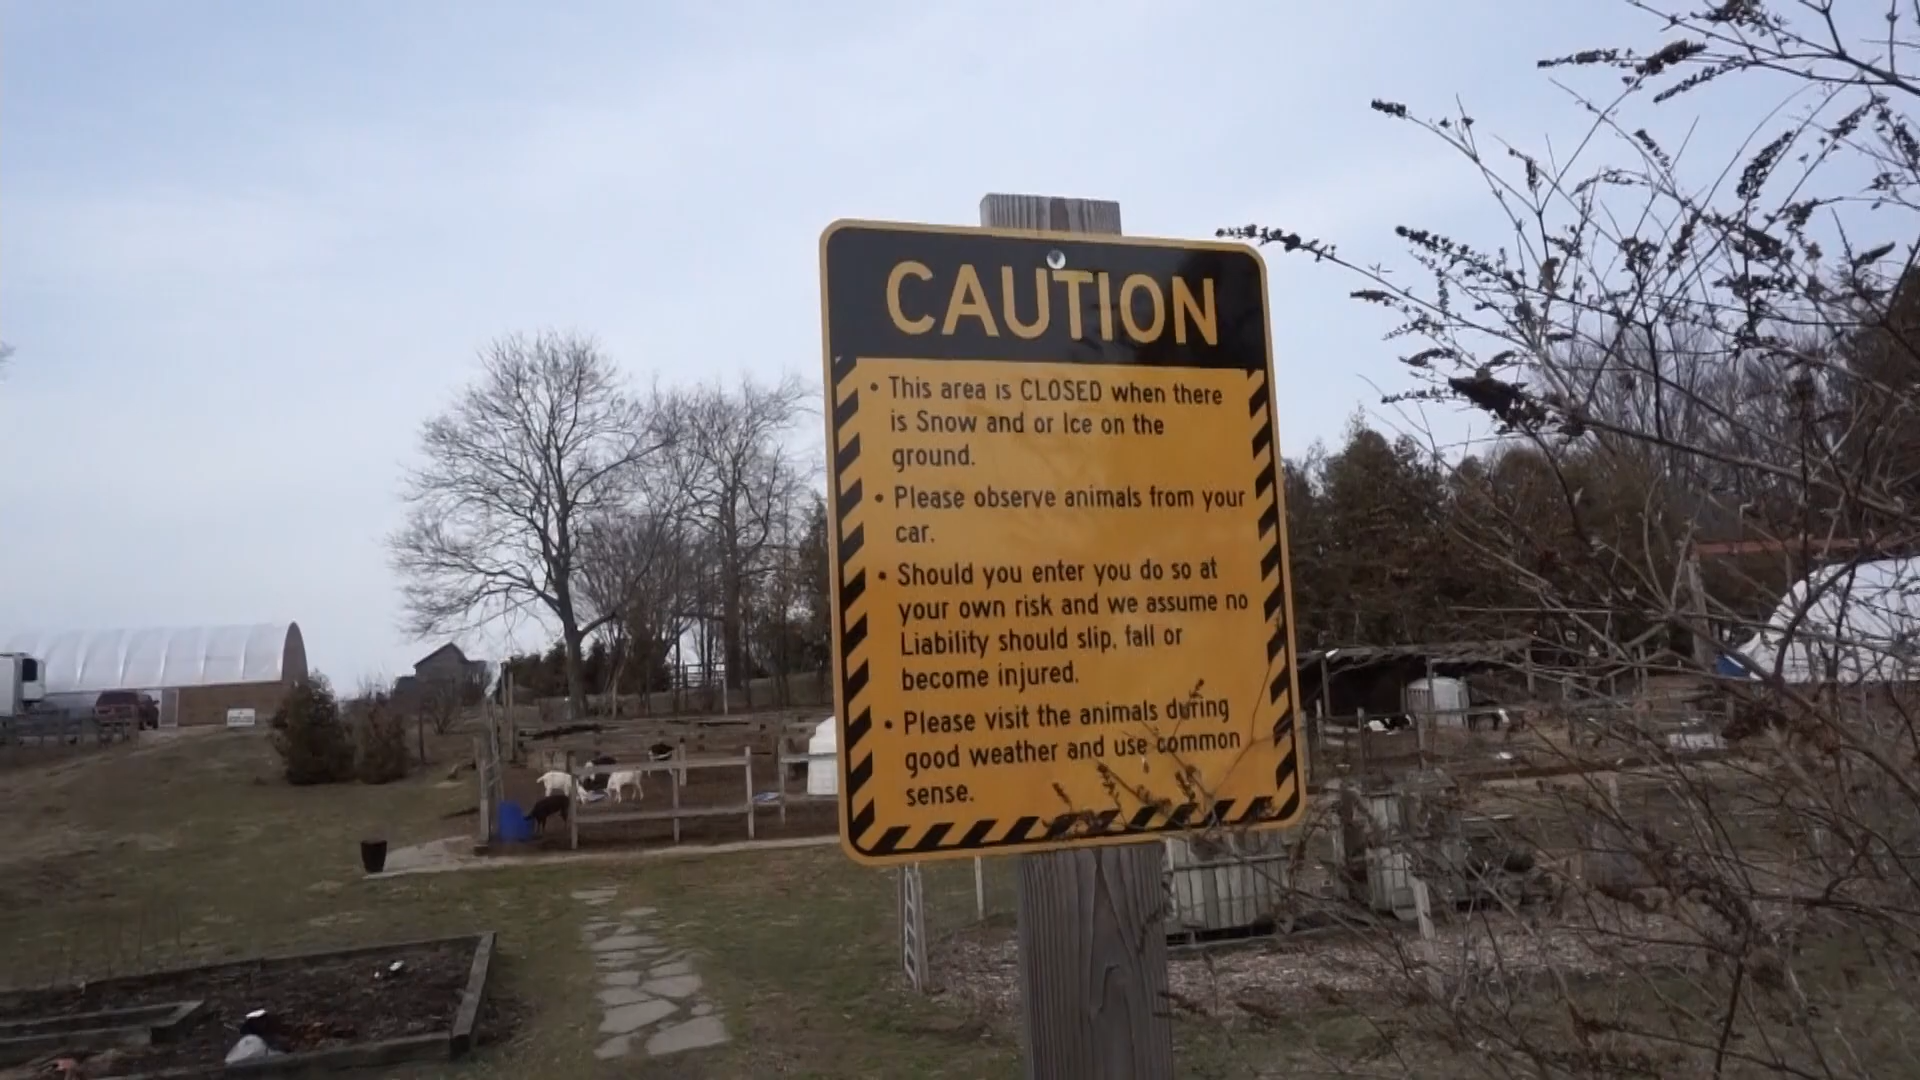 CAUTION
• This area is CLOSED when there
is Snow and or Ice on the
ground.
• Please observe animals from your
car.
• Should you enter you do so at
your own risk and we assume no
Liability should slip, fall or
become injured.
• Please visit the animals during
good weather and use common
sense.